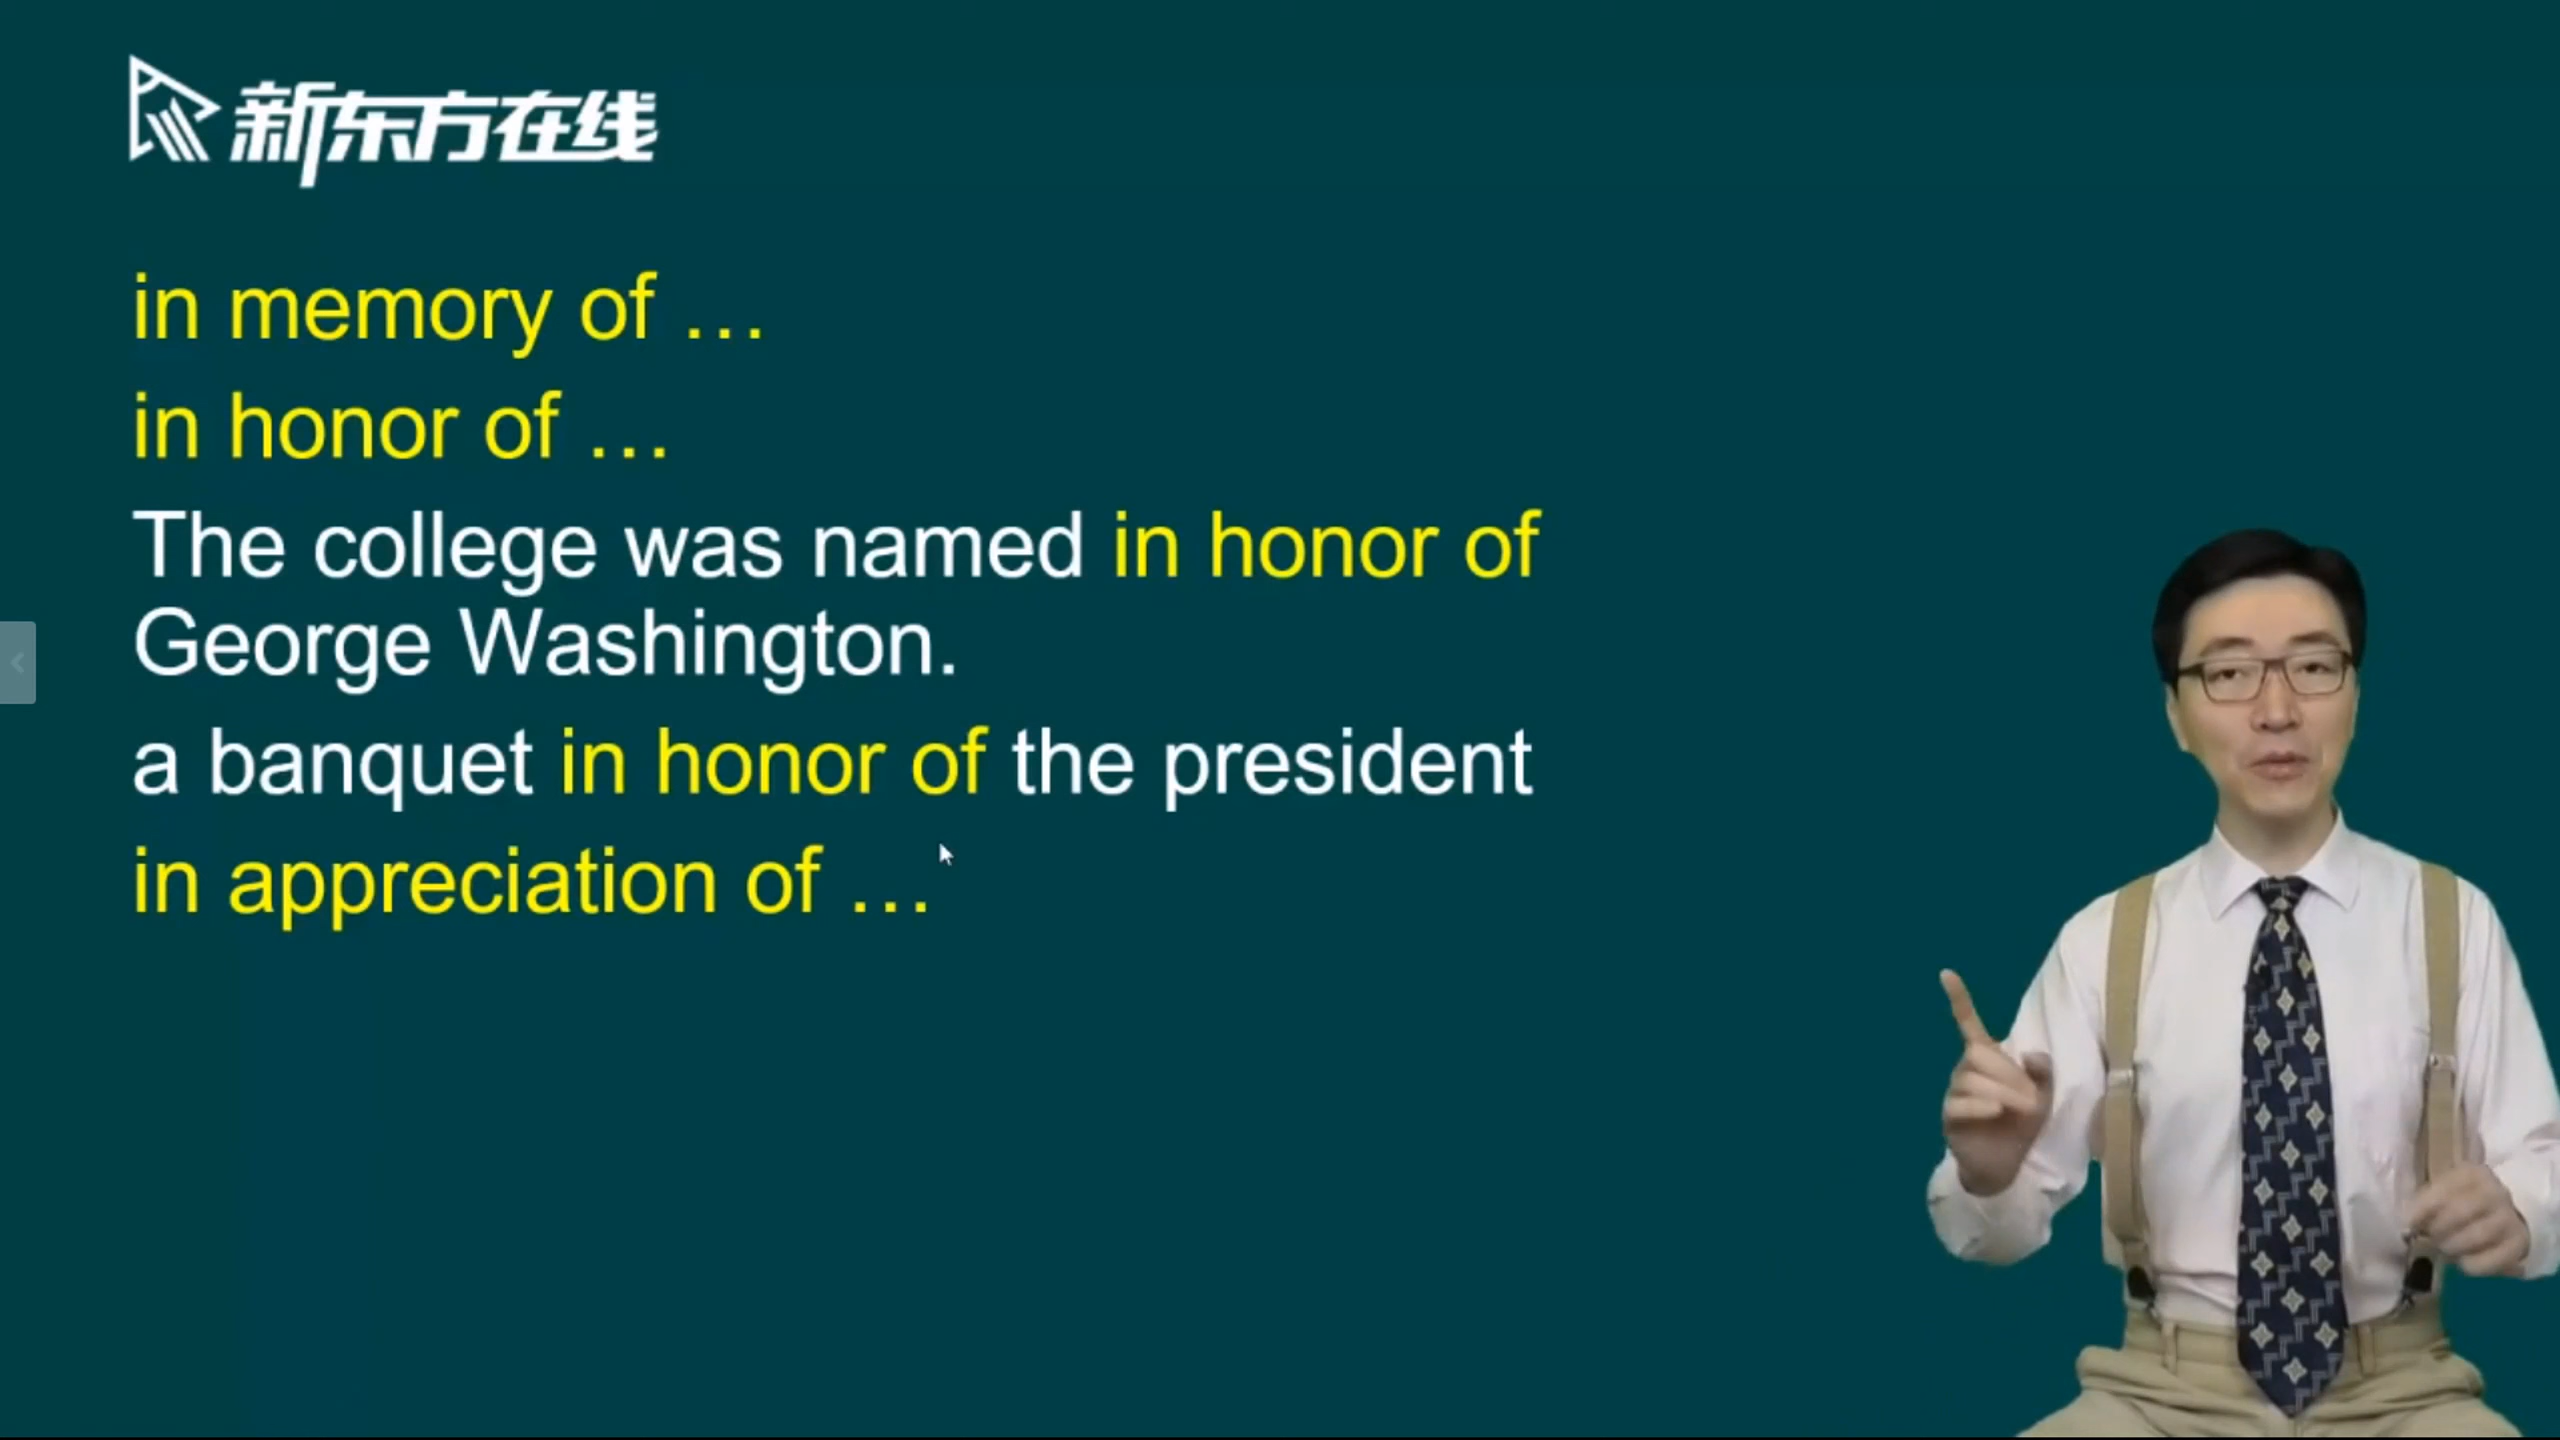 新东方在线
in memory of …
in honor of …
The college was named in honor of
George Washington.
a banquet in honor of the president
in appreciation of …